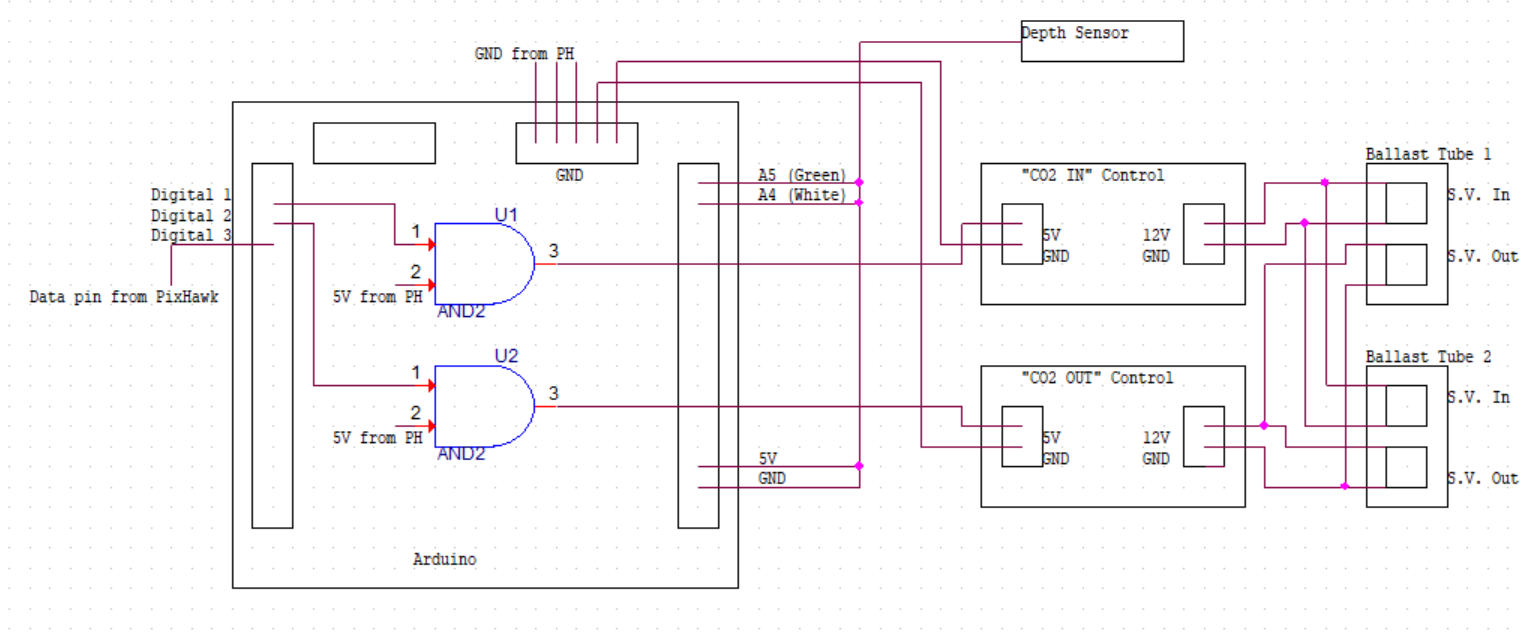 Depth Sensor
GND from PH
GND
Digital 1
Digital 2
Digital 3
Data pin from PixHawk
U1
1
2
3
5V from PH
AND2
U2
1
2
3
5V from PH
AND2
Arduino
A5 (Green)
A4 (White)
5V
GND
"CO2 IN" Control
5V
GND
12V
GND
"CO2 OUT" Control
5V
GND
12V
GND
Ballast Tube 1
S.V. In
S.V. Out
Ballast Tube 2
S.V. In
S.V. Out